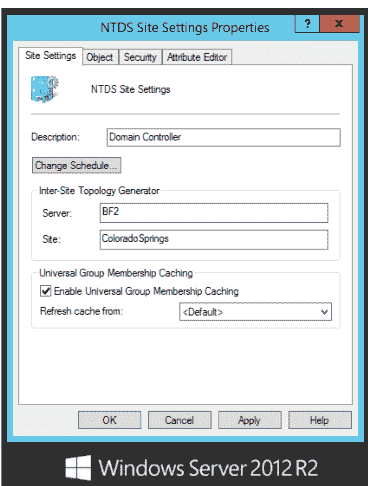 NTDS Site Settings Properties
? x
Site Settings Object Security Attribute Editor
NTDS Site Settings
Description: Domain Controller
Change Schedule...
Inter-Site Topology Generator
Server: BF2
Site: ColoradoSprings
Universal Group Membership Caching
Enable Universal Group Membership Caching
Refresh cache from: <Default>
OK Cancel Apply Help
Windows Server 2012 R2